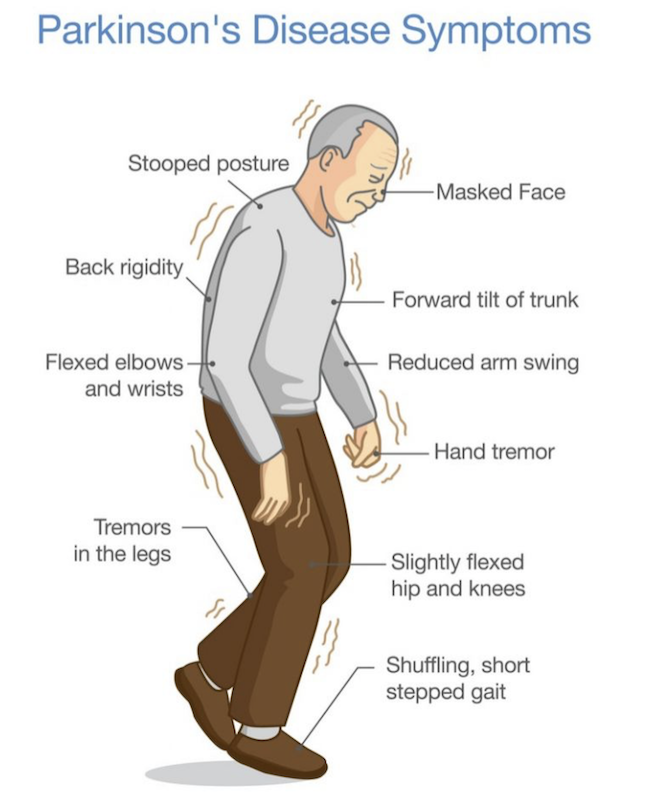 Parkinson's Disease Symptoms
Stooped posture
Masked Face
Back rigidity
Forward tilt of trunk
Flexed elbows
and wrists
Reduced arm swing
Hand tremor
Tremors
in the legs
Slightly flexed
hip and knees
Shuffling, short
stepped gait